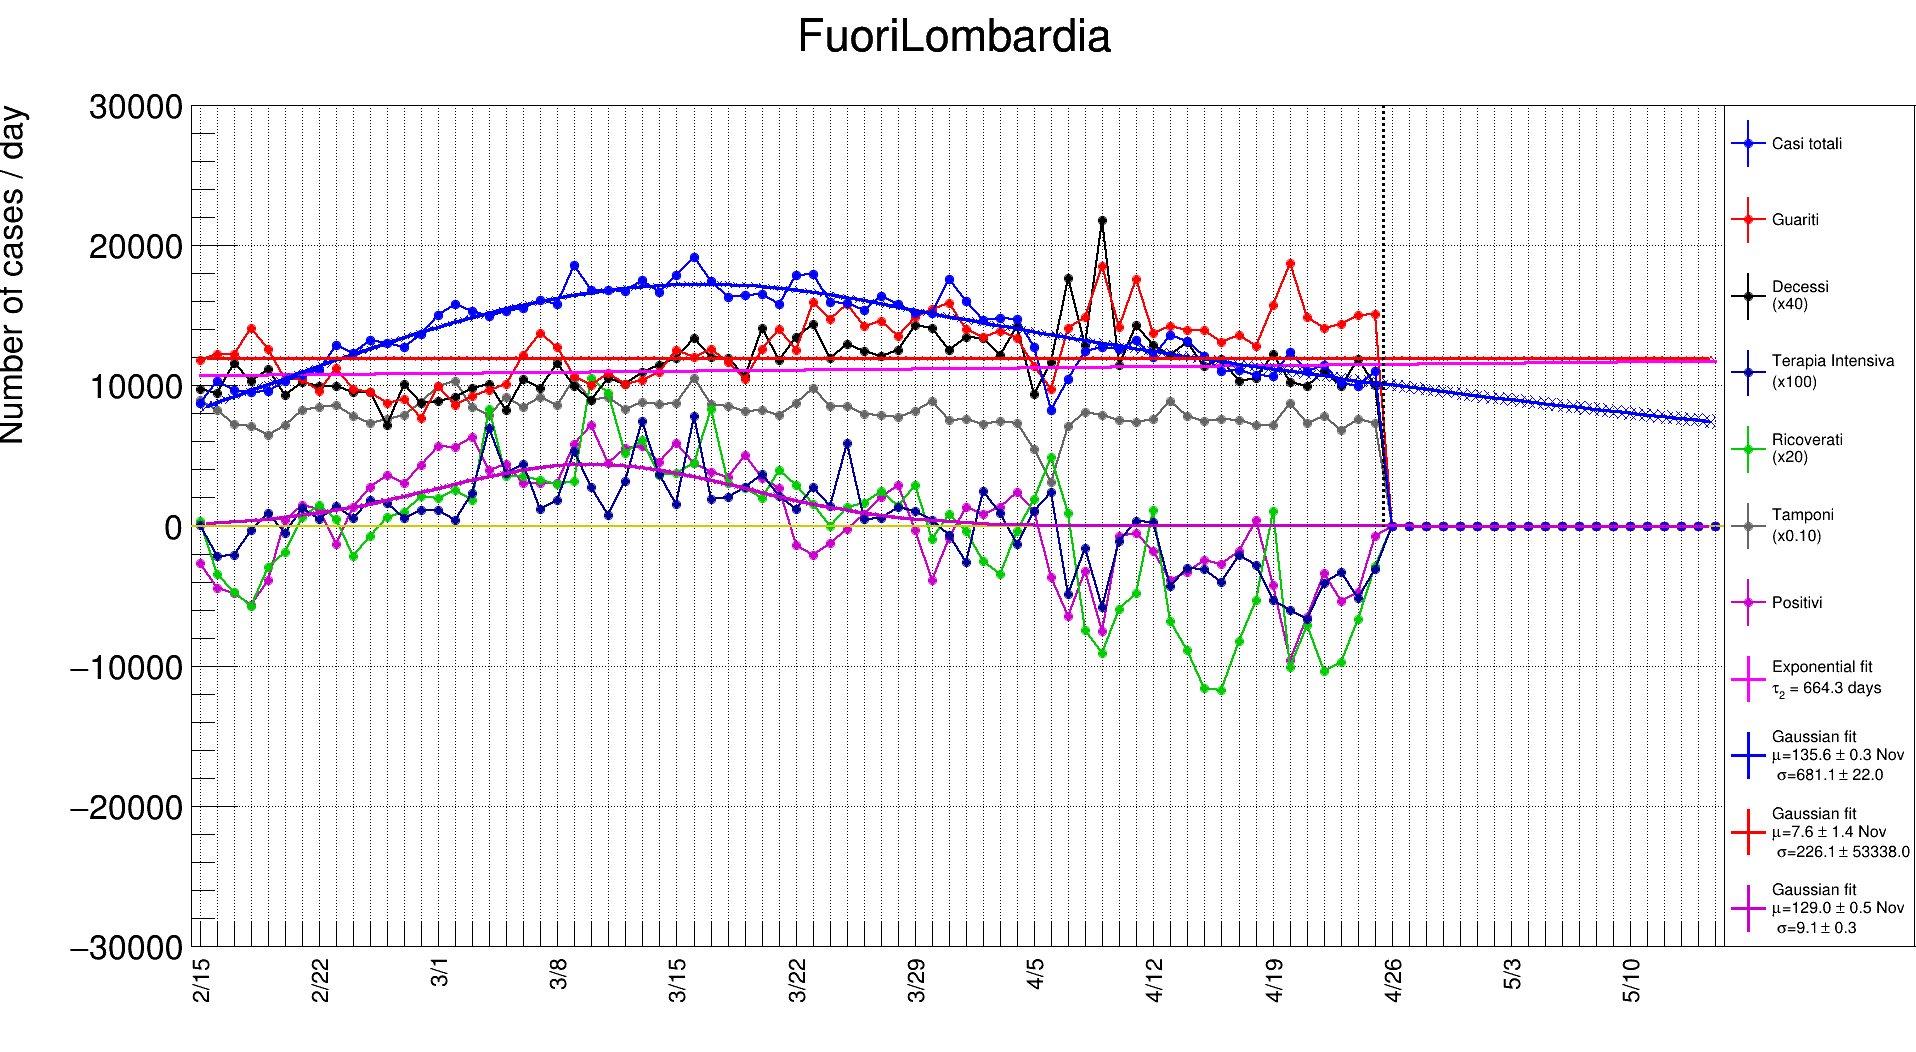 FuoriLombardia
Number of cases / day
30000
20000
10000
0
−10000
−20000
−30000
2/15
2/22
3/1
3/8
3/15
3/22
3/29
4/5
4/12
4/19
4/26
5/3
5/10
Casi totali
Guariti
Decessi
(x40)
Terapia Intensiva
(x100)
Ricoverati
(x20)
Tamponi
(x0.10)
Positivi
Exponential fit
τ2 = 664.3 days
Gaussian fit
μ=135.6 ± 0.3 Nov
σ=681.1 ± 22.0
Gaussian fit
μ=7.6 ± 1.4 Nov
σ=226.1 ± 53338.0
Gaussian fit
μ=129.0 ± 0.5 Nov
σ=9.1 ± 0.3